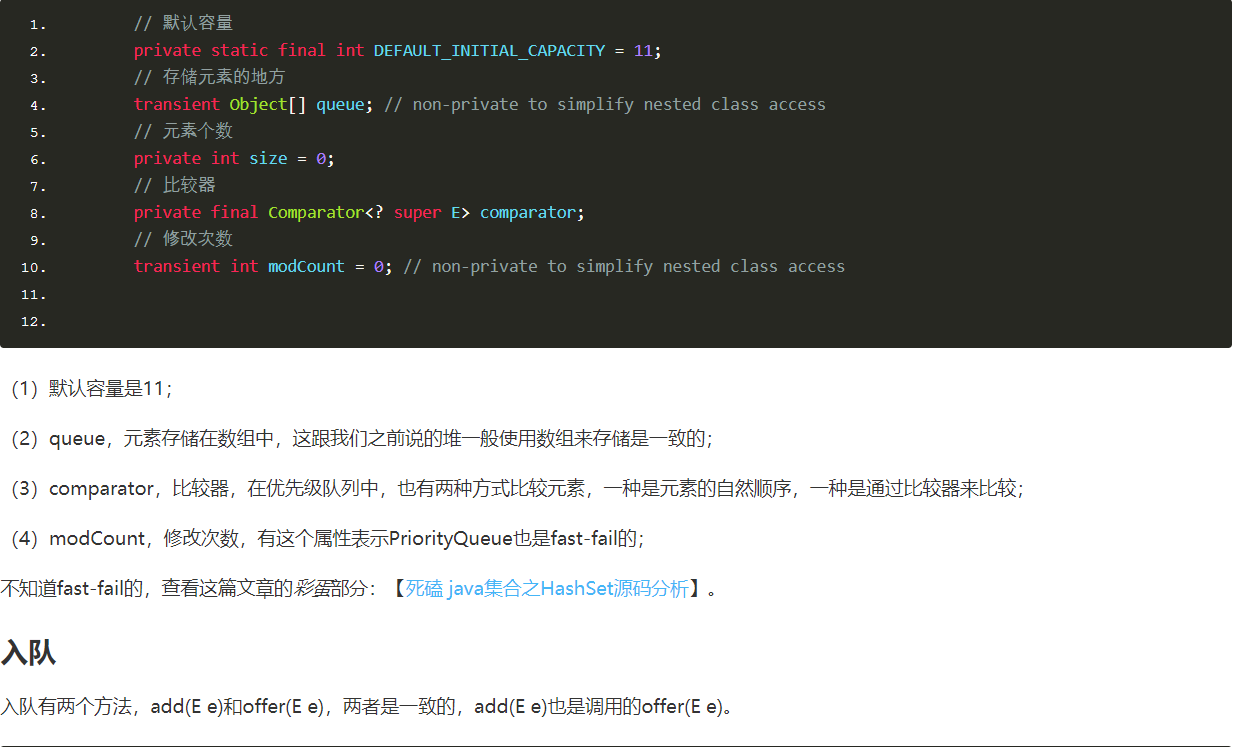 1. // 默认容量
2. private static final int DEFAULT_INITIAL_CAPACITY = 11;
3. // 存储元素的地方
4. transient Object[] queue; // non-private to simplify nested class access
5. // 元素个数
6. private int size = 0;
7. // 比较器
8. private final Comparator<? super E> comparator;
9. // 修改次数
10. transient int modCount = 0; // non-private to simplify nested class access
11.
12.
（1）默认容量是11；
（2）queue，元素存储在数组中，这跟我们之前说的堆一般使用数组来存储是一致的；
（3）comparator，比较器，在优先级队列中，也有两种方式比较元素，一种是元素的自然顺序，一种是通过比较器来比较；
（4）modCount，修改次数，有这个属性表示PriorityQueue也是fast-fail的；
不知道fast-fail的，查看这篇文章的彩蛋部分：【死磕 java集合之HashSet源码分析】。
入队
入队有两个方法，add(E e)和offer(E e)，两者是一致的，add(E e)也是调用的offer(E e)。